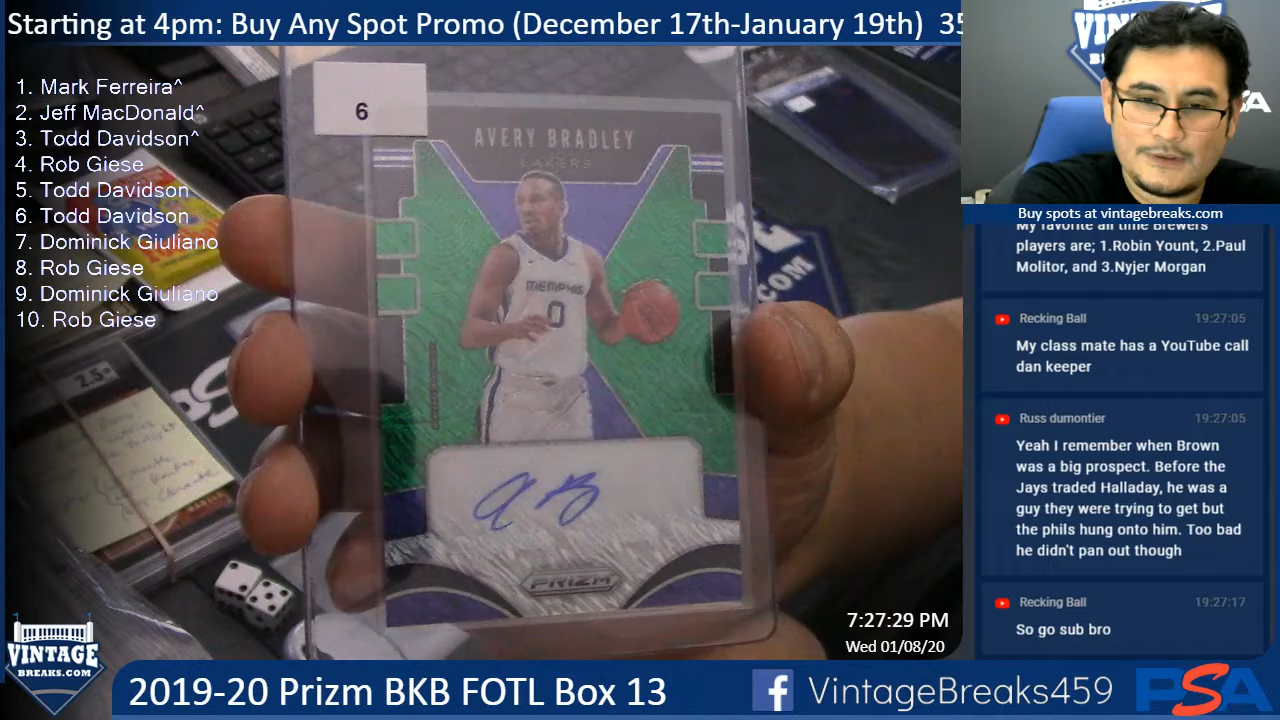 Starting at 4pm: Buy Any Spot Promo (December 17th-January 19th) 35
1. Mark Ferreira^
2. Jeff MacDonald^
3. Todd Davidson^
4. Rob Giese
5. Todd Davidson
6. Todd Davidson
7. Dominick Giuliano
8. Rob Giese
9. Dominick Giuliano
10. Rob Giese
6
AVERY BRADLEY
LAKERS
MEMPHIS
0
PRIZM
2.5
.COM
Buy spots at vintagebreaks.com
My favorite all time Brewers
players are; 1.Robin Yount, 2.Paul
Molitor, and 3.Nyjer Morgan
Recking Ball 19:27:05
My class mate has a YouTube call
dan keeper
Russ dumontier 19:27:05
Yeah I remember when Brown
was a big prospect. Before the
Jays traded Halladay, he was a
guy they were trying to get but
the phils hung onto him. Too bad
he didn't pan out though
Recking Ball 19:27:17
So go sub bro
7:27:29 PM
Wed 01/08/20
VINTAGE
BREAKS.COM
2019-20 Prizm BKB FOTL Box 13
f VintageBreaks459
PSA